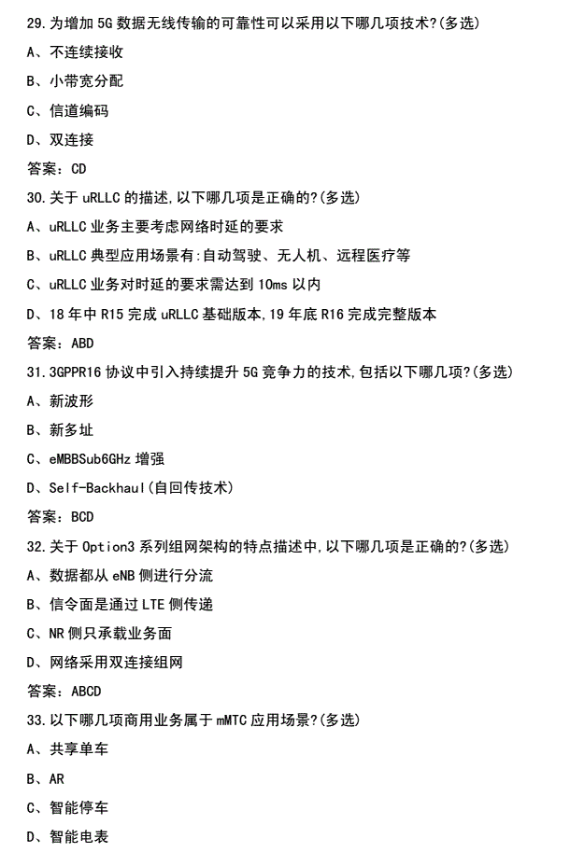 29.为增加 5G 数据无线传输的可靠性可以采用以下哪几项技术?(多选)
A、不连续接收
B、小带宽分配
C、信道编码
D、双连接
答案：CD
30.关于 uRLLC 的描述,以下哪几项是正确的?(多选)
A、uRLLC 业务主要考虑网络时延的要求
B、uRLLC 典型应用场景有:自动驾驶、无人机、远程医疗等
C、uRLLC 业务对时延的要求需达到 10ms 以内
D、18 年中 R15 完成 uRLLC 基础版本,19 年底 R16 完成完整版本
答案：ABD
31.3GPPR16 协议中引入持续提升 5G 竞争力的技术,包括以下哪几项?(多选)
A、新波形
B、新多址
C、eMBBSub6GHz 增强
D、Self-Backhaul(自回传技术)
答案：BCD
32.关于 Option3 系列组网架构的特点描述中,以下哪几项是正确的?(多选)
A、数据都从 eNB 侧进行分流
B、信令面是通过 LTE 侧传递
C、NR 侧只承载业务面
D、网络采用双连接组网
答案：ABCD
33.以下哪几项商用业务属于 mMTC 应用场景?(多选)
A、共享单车
B、AR
C、智能停车
D、智能电表